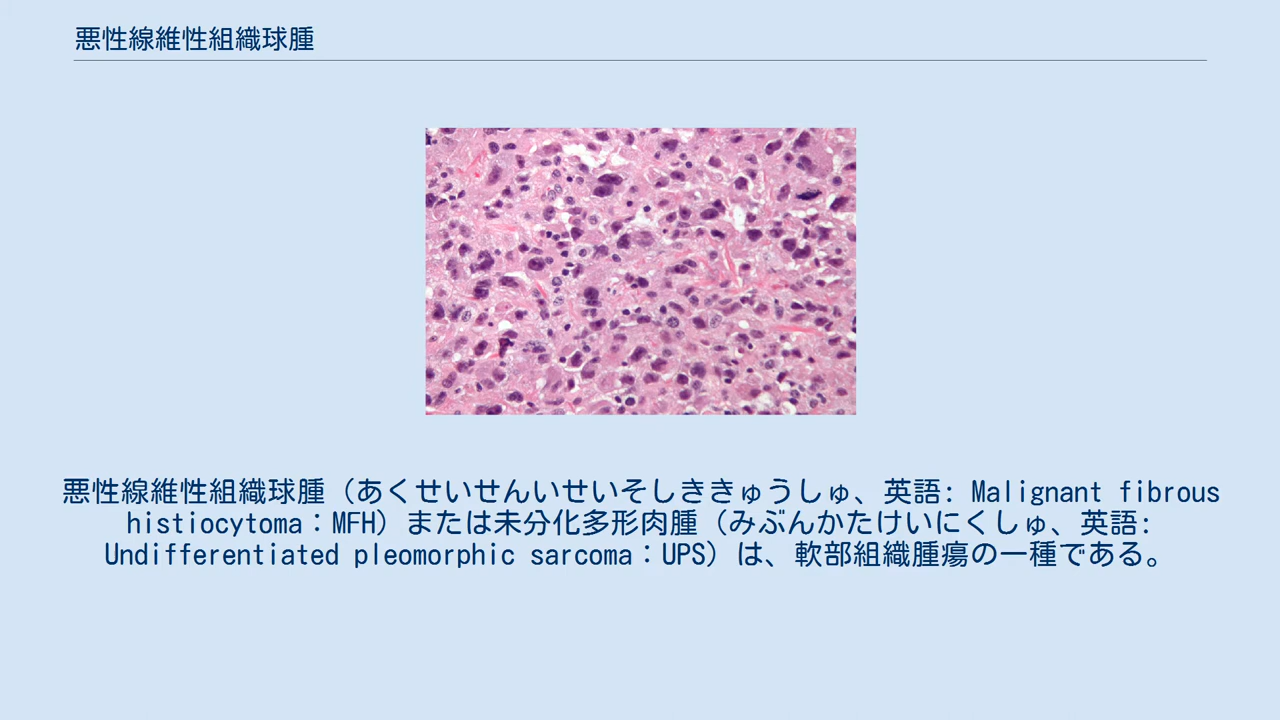 悪性線維性組織球腫
悪性線維性組織球腫（あくせいせんいせいそしききゅうしゅ、英語: Malignant fibrous
histiocytoma：MFH）または未分化多形肉腫（みぶんかたけいにくしゅ、英語:
Undifferentiated pleomorphic sarcoma：UPS）は、軟部組織腫瘍の一種である。